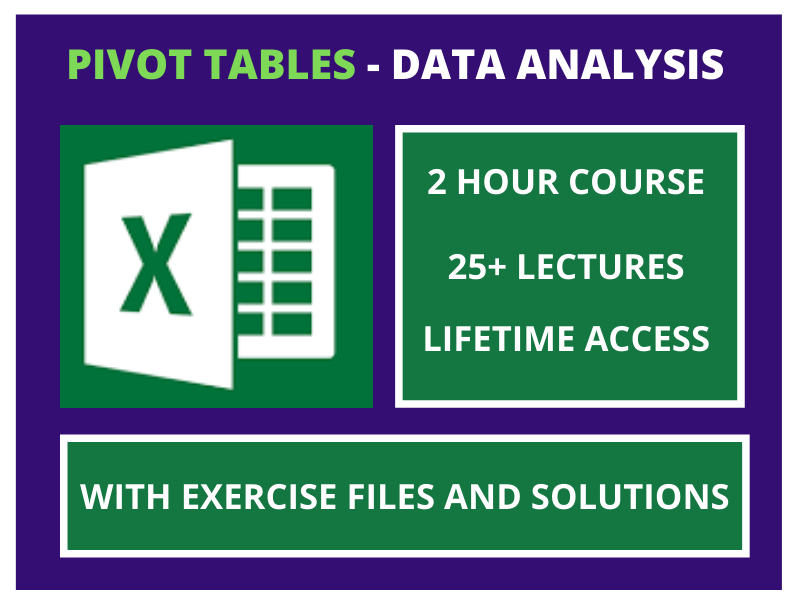 PIVOT TABLES - DATA ANALYSIS
X
2 HOUR COURSE
25+ LECTURES
LIFETIME ACCESS
WITH EXERCISE FILES AND SOLUTIONS